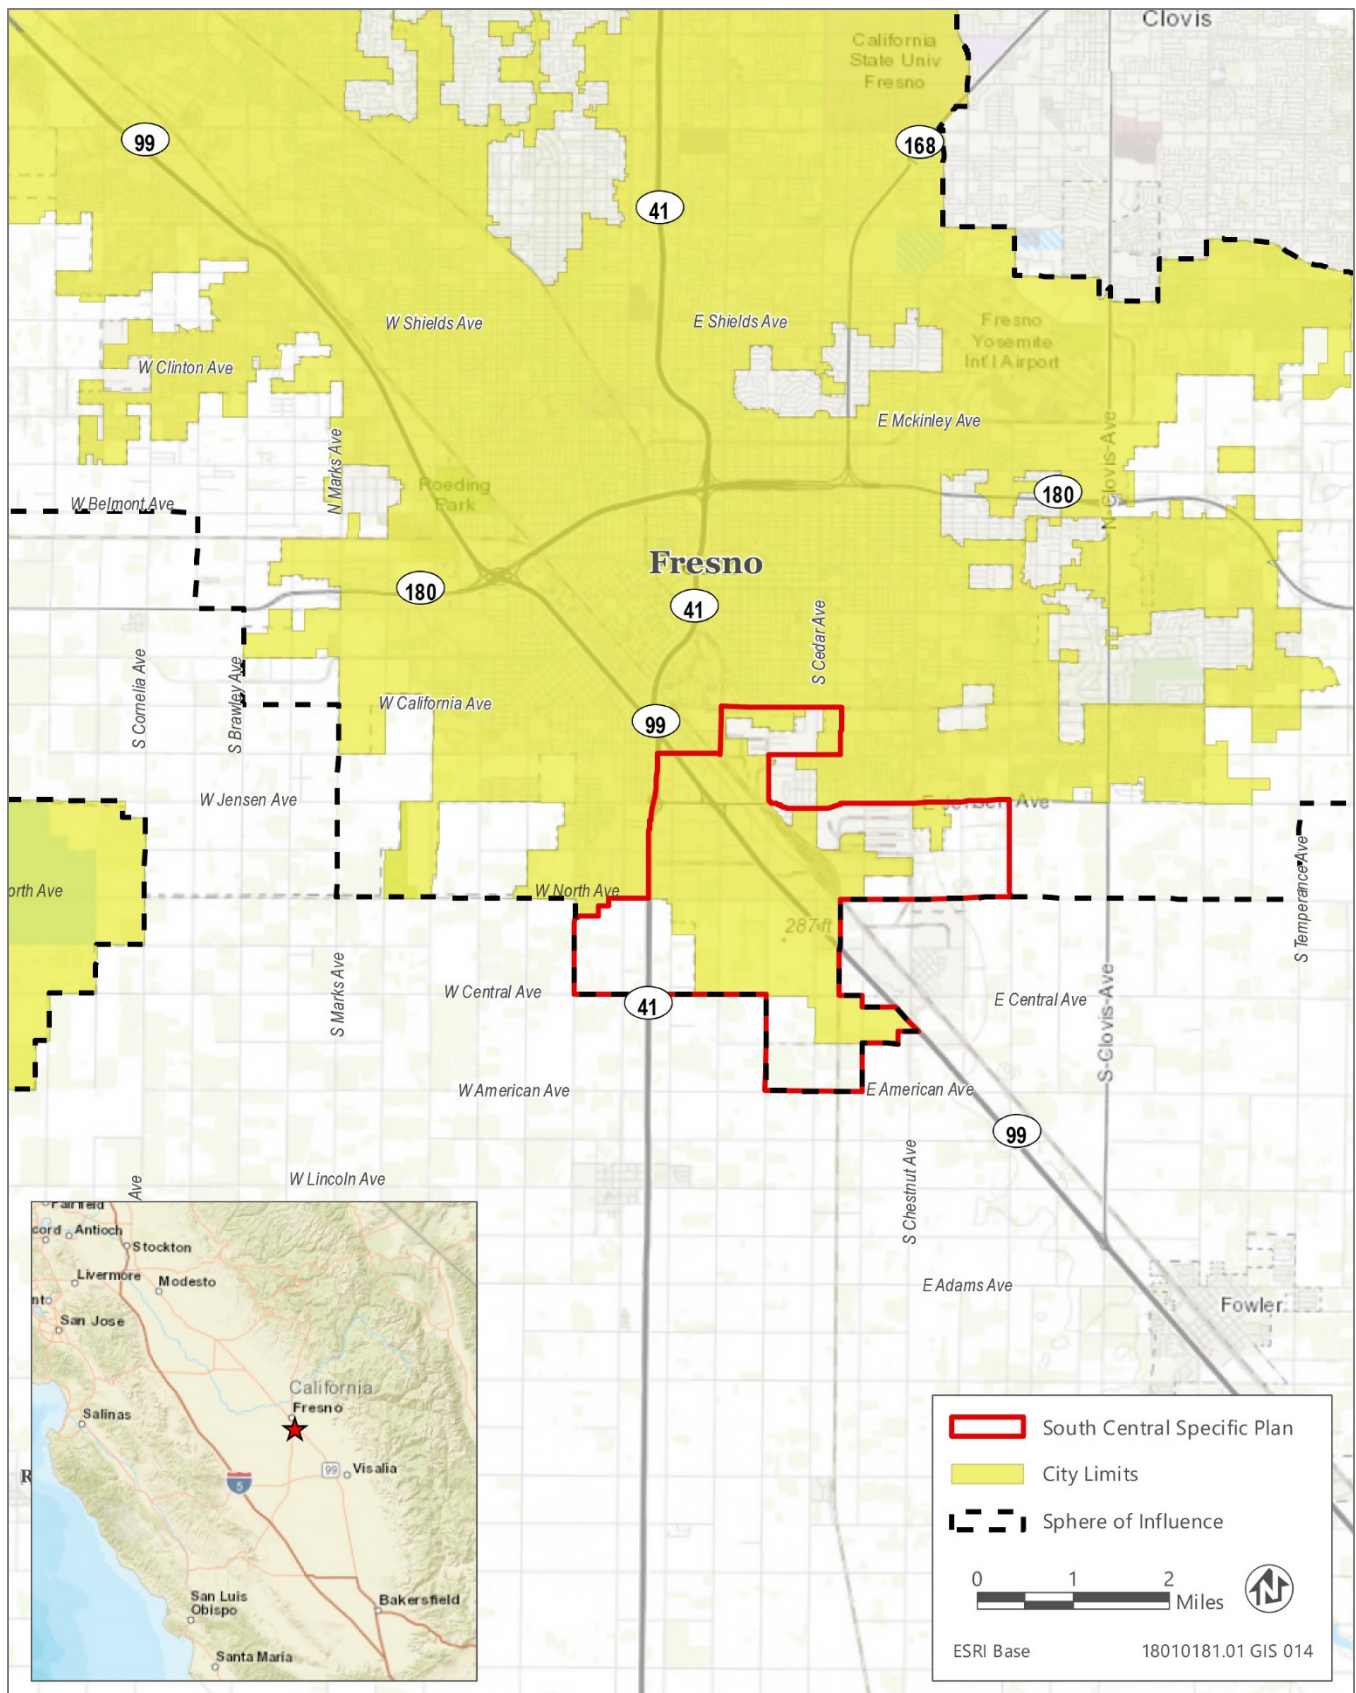 Clovis
California
State Univ
Fresno
99
168
41
W Shields Ave
E Shields Ave
Fresno
Yosemite
Int'l Airport
W Clinton Ave
E Mckinley Ave
N Marks Ave
N-Clovis-Ave
Roeding
Park
W Belmont Ave
180
Fresno
180
41
S Cedar Ave
S Cornelia Ave
S Brawley Ave
W California Ave
99
W Jensen Ave
E Jensen Ave
orth Ave
W North Ave
S Temperance Ave
287 ft
S Marks Ave
W Central Ave
41
E Central Ave
S-Clovis-Ave
W American Ave
E American Ave
99
S Chestnut Ave
Ave
W Lincoln Ave
E Adams Ave
Fowler
Fairfield
cord
Antioch
Stockton
Livermore
Modesto
nt
San Jose
California
Fresno
Salinas
99
Visalia
5
R
San Luis
Obispo
Bakersfield
Santa Maria
South Central Specific Plan
City Limits
Sphere of Influence
0 1 2
Miles
N
ESRI Base
18010181.01 GIS 014